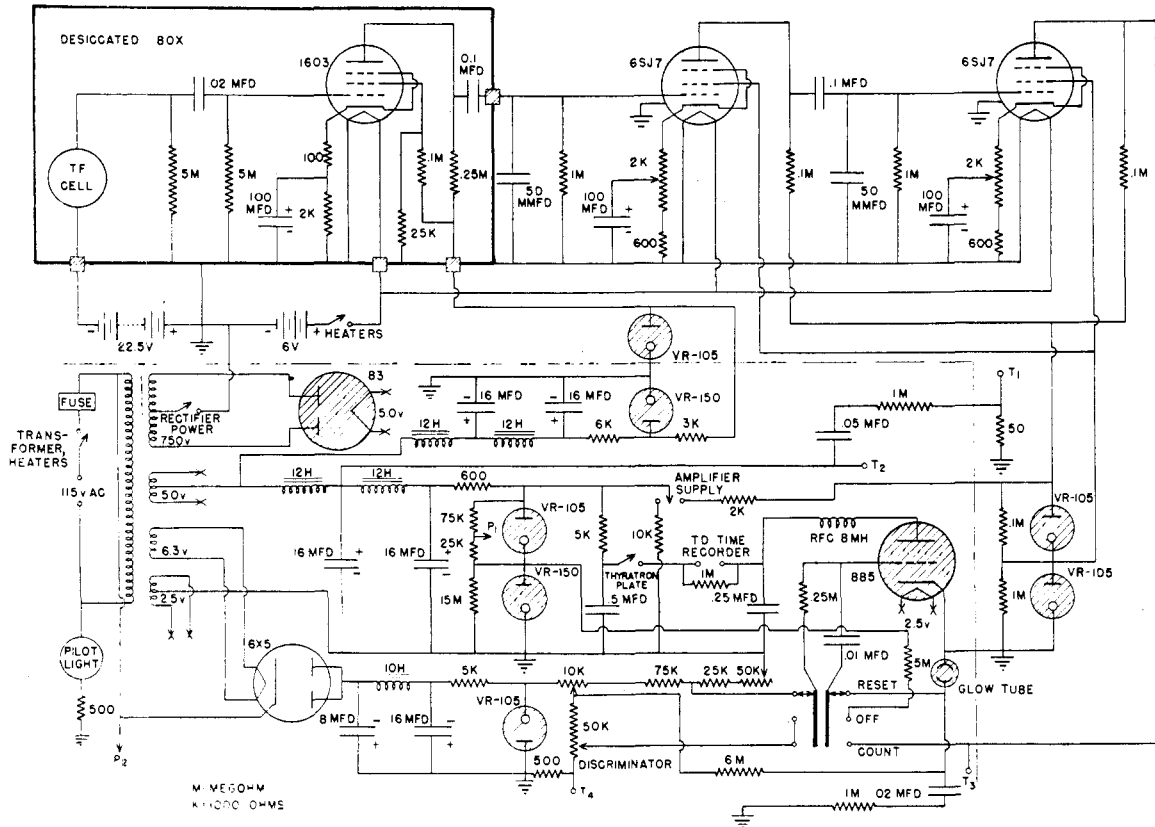 DESICCATED BOX
1603
0.1
MFD
6SJ7
6SJ7
.02 MFD
.1 MFD
TF
CELL
5M
5M
100
100
MFD
+
-
2K
.1M
.25M
25K
50
MMFD
1M
2K
100
MFD
+
-
600
.1M
50
MMFD
1M
2K
100
MFD
+
-
600
.1M
-
+
22.5V
-
+
6V
HEATERS
VR-105
VR-150
FUSE
TRANS-
FORMER,
HEATERS
115V AC
RECTIFIER
POWER
750V
83
5.0V
-
16 MFD
+
-
16 MFD
+
12H
12H
6K
3K
1M
T1
50
.05 MFD
T2
50V
12H
12H
600
AMPLIFIER
SUPPLY
2K
6.3V
2.5V
16 MFD
-
+
16 MFD
-
+
75K
P1
25K
15M
VR-105
VR-150
5K
10K
TO TIME
RECORDER
THYRATRON
PLATE
1M
.5 MFD
.25 MFD
RFC 8MH
885
2.5V
.25M
.01 MFD
.1M
1M
VR-105
VR-105
5M
GLOW TUBE
PILOT
LIGHT
500
P2
6X5
10H
5K
10K
75K
25K
50K
8 MFD
-
+
16 MFD
-
+
VR-105
50K
500
DISCRIMINATOR
T4
RESET
OFF
COUNT
6M
T3
1M
.02 MFD
M=MEGOHM
K=1000 OHMS